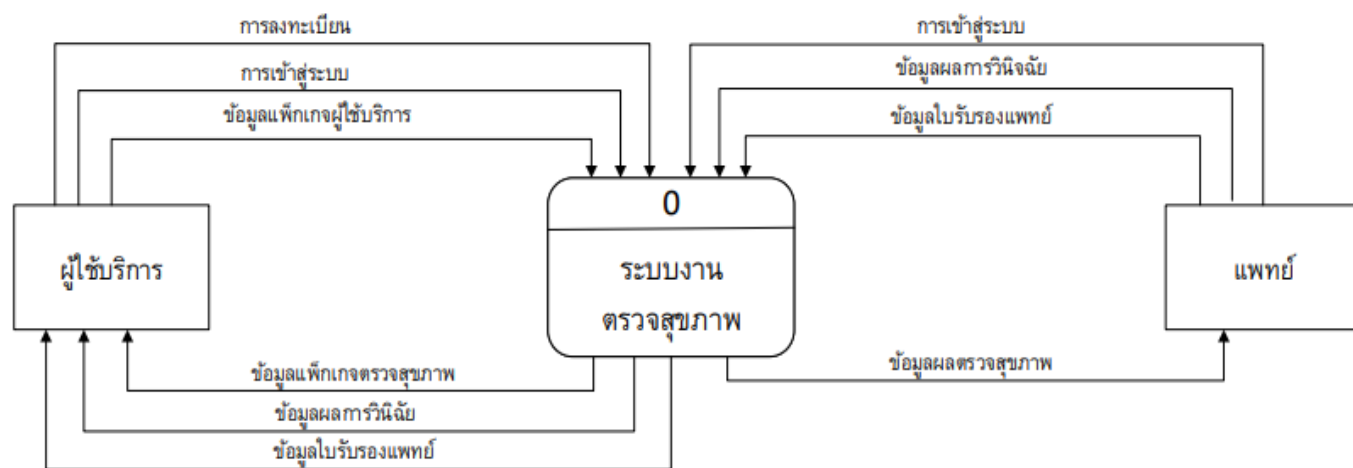 การลงทะเบียน
การเข้าสู่ระบบ
ข้อมูลแพ็กเกจผู้ใช้บริการ
การเข้าสู่ระบบ
ข้อมูลผลการวินิจฉัย
ข้อมูลใบรับรองแพทย์
ผู้ใช้บริการ
0
ระบบงาน
ตรวจสุขภาพ
แพทย์
ข้อมูลแพ็กเกจตรวจสุขภาพ
ข้อมูลผลการวินิฉัย
ข้อมูลใบรับรองแพทย์
ข้อมูลผลตรวจสุขภาพ